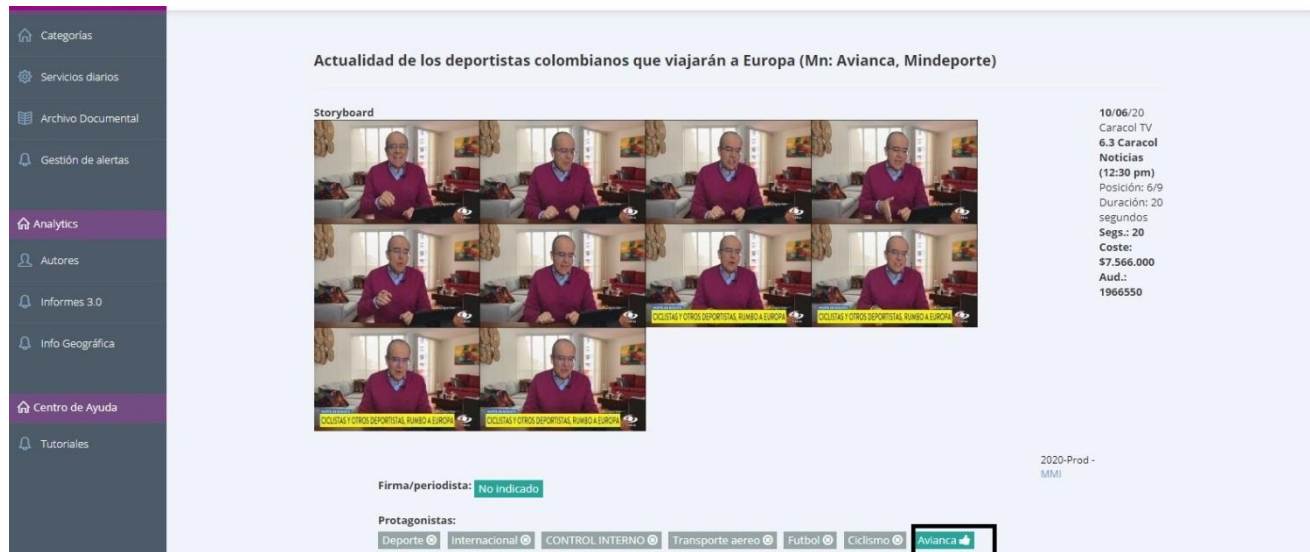 Categorías
Servicios diarios
Archivo Documental
Gestión de alertas
Analytics
Autores
Informes 3.0
Info Geográfica
Centro de Ayuda
Tutoriales
Actualidad de los deportistas colombianos que viajarán a Europa (Mn: Avianca, Mindeporte)
Storyboard
CICLISTAS Y OTROS DEPORTISTAS, RUMBO A EUROPA
CICLISTAS Y OTROS DEPORTISTAS, RUMBO A EUROPA
CICLISTAS Y OTROS DEPORTISTAS, RUMBO A EUROPA
CICLISTAS Y OTROS DEPORTISTAS, RUMBO A EUROPA
10/06/20
Caracol TV
6.3 Caracol
Noticias
(12:30 pm)
Posición: 6/9
Duración: 20
segundos
Segs.: 20
Coste:
$7.566.000
Aud.:
1966550
2020-Prod -
MMI
Firma/periodista: No indicado
Protagonistas:
Deporte Internacional CONTROL INTERNO Transporte aereo Futbol Ciclismo Avianca